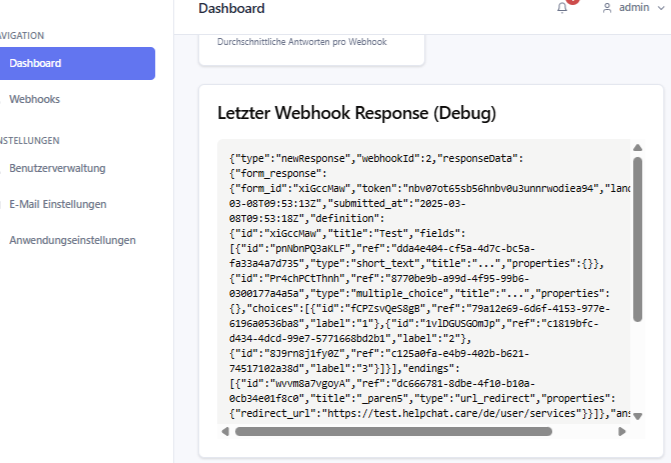 Dashboard
admin
AVIGATION
Dashboard
Webhooks
NSTELLUNGEN
Benutzerverwaltung
E-Mail Einstellungen
Anwendungseinstellungen
Durchschnittliche Antworten pro Webhook
Letzter Webhook Response (Debug)
{"type":"newResponse","webhookId":2,"responseData":
{"form_response":
{"form_id":"xiGccMaw","token":"nbv07ot65sb56hnbv0u3unnrwodiea94","land
03-08T09:53:13Z","submitted_at":"2025-03-
08T09:53:18Z","definition":
{"id":"xiGccMaw","title":"Test","fields":
[{"id":"pnNbnPQ3aKLF","ref":"dda4e404-cf5a-4d7c-bc5a-
fa33a4a7d735","type":"short_text","title":"...","properties":{}},
{"id":"Pr4chPCtThnh","ref":"8770be9b-a99d-4f95-99b6-
0300177a4a5a","type":"multiple_choice","title":"...","properties":
{},"choices":[{"id":"fCPZsvQeS8gB","ref":"79a12e69-6d6f-4153-977e-
6196a0536ba8","label":"1"},{"id":"1vlDGUSGOmJp","ref":"c1819bfc-
d434-4dcd-99e7-5771668bd2b1","label":"2"},
{"id":"8J9rn8j1fy0Z","ref":"c125a0fa-e4b9-402b-b621-
74517102a38d","label":"3"}]}],"endings":
[{"id":"wvvm8a7vgoyA","ref":"dc666781-8dbe-4f10-b10a-
0cb34ee01f8c0","title":"_paren5","type":"url_redirect","properties":
{"redirect_url":"https://test.helpchat.care/de/user/services"}}]},"ans